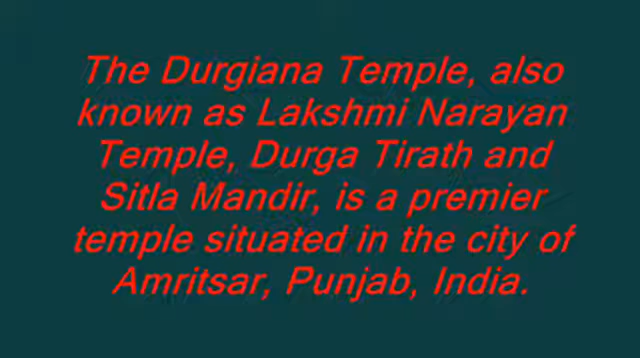 The Durgiana Temple, also
known as Lakshmi Narayan
Temple, Durga Tirath and
Sitla Mandir, is a premier
temple situated in the city of
Amritsar, Punjab, India.